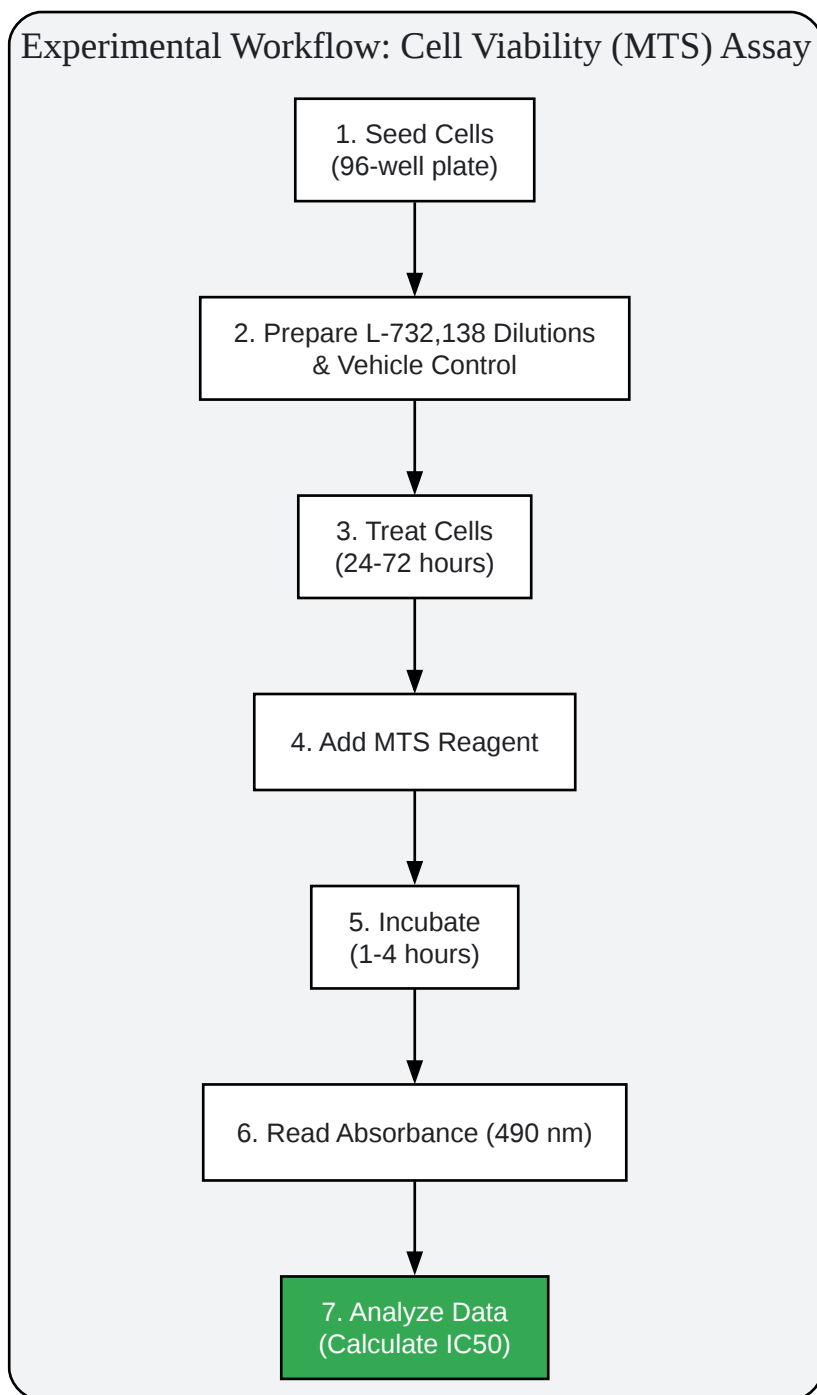 Experimental Workflow: Cell Viability (MTS) Assay
1. Seed Cells
(96-well plate)
2. Prepare L-732,138 Dilutions
& Vehicle Control
3. Treat Cells
(24-72 hours)
4. Add MTS Reagent
5. Incubate
(1-4 hours)
6. Read Absorbance (490 nm)
7. Analyze Data
(Calculate IC50)